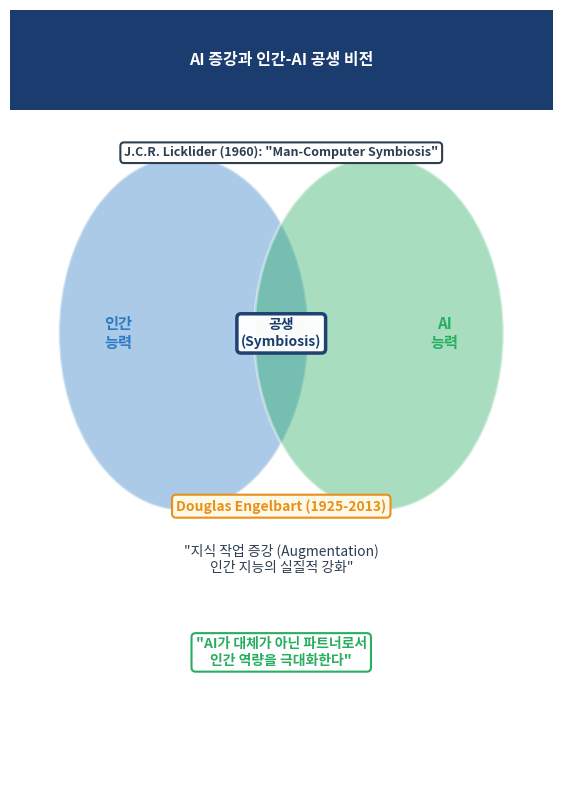 AI 증강과 인간-AI 공생 비전
J.C.R. Licklider (1960): "Man-Computer Symbiosis"
인간
능력
공생
(Symbiosis)
AI
능력
Douglas Engelbart (1925-2013)
"지식 작업 증강 (Augmentation)
인간 지능의 실질적 강화"
"AI가 대체가 아닌 파트너로서
인간 역량을 극대화한다"